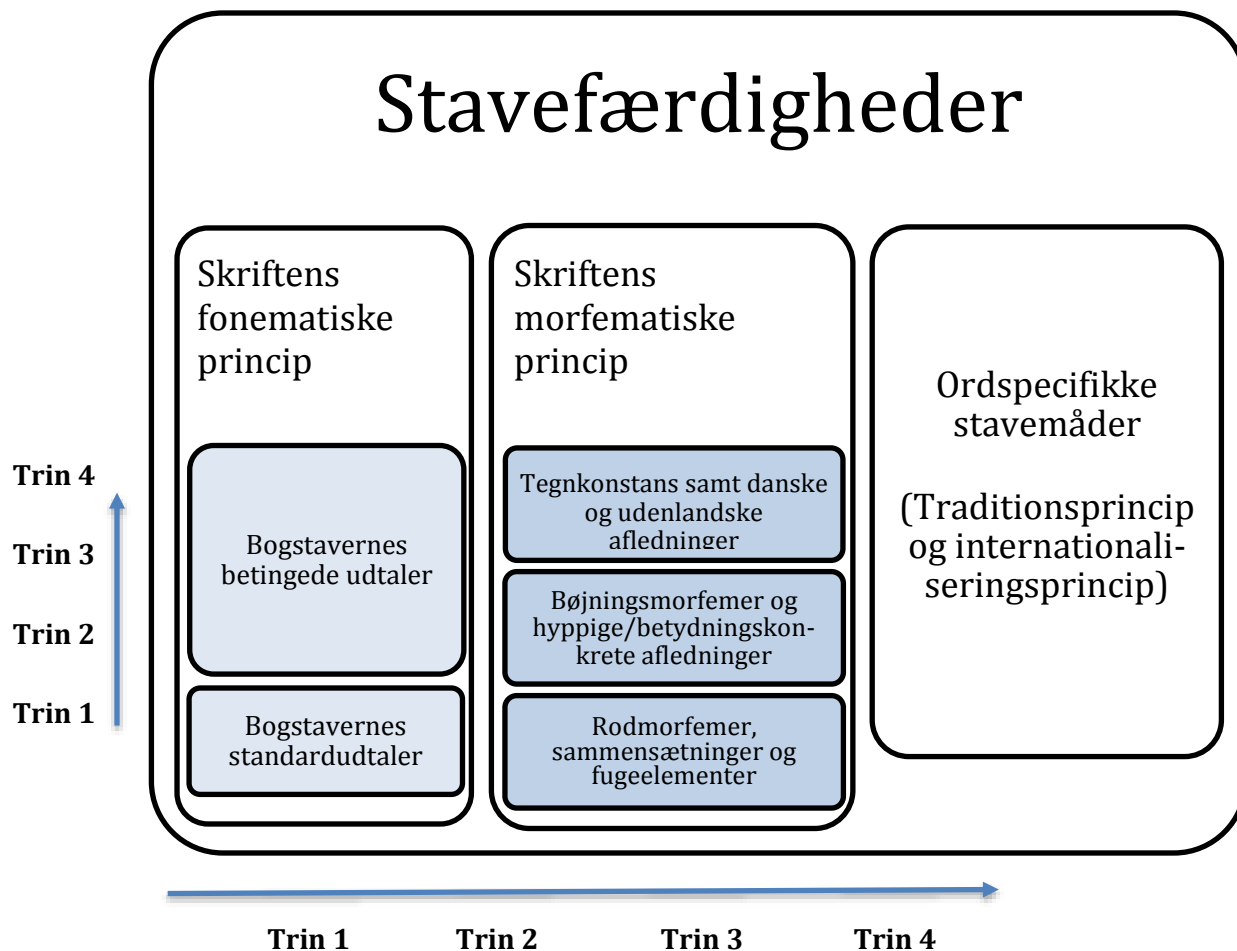 Stavefærdigheder
Skriftens
fonematiske
princip
Bogstavernes
betingede udtaler
Bogstavernes
standardudtaler
Skriftens
morfematiske
princip
Tegnkonstans samt danske
og udenlandske
afledninger
Bøjningsmorfemer og
hyppige/betydningskon-
krete afledninger
Rodmorfemer,
sammensætninger og
fugeelementer
Ordspecifikke
stavemåder
(Traditionsprincip
og internationali-
seringsprincip)
Trin 4
Trin 3
Trin 2
Trin 1
Trin 1 Trin 2 Trin 3 Trin 4